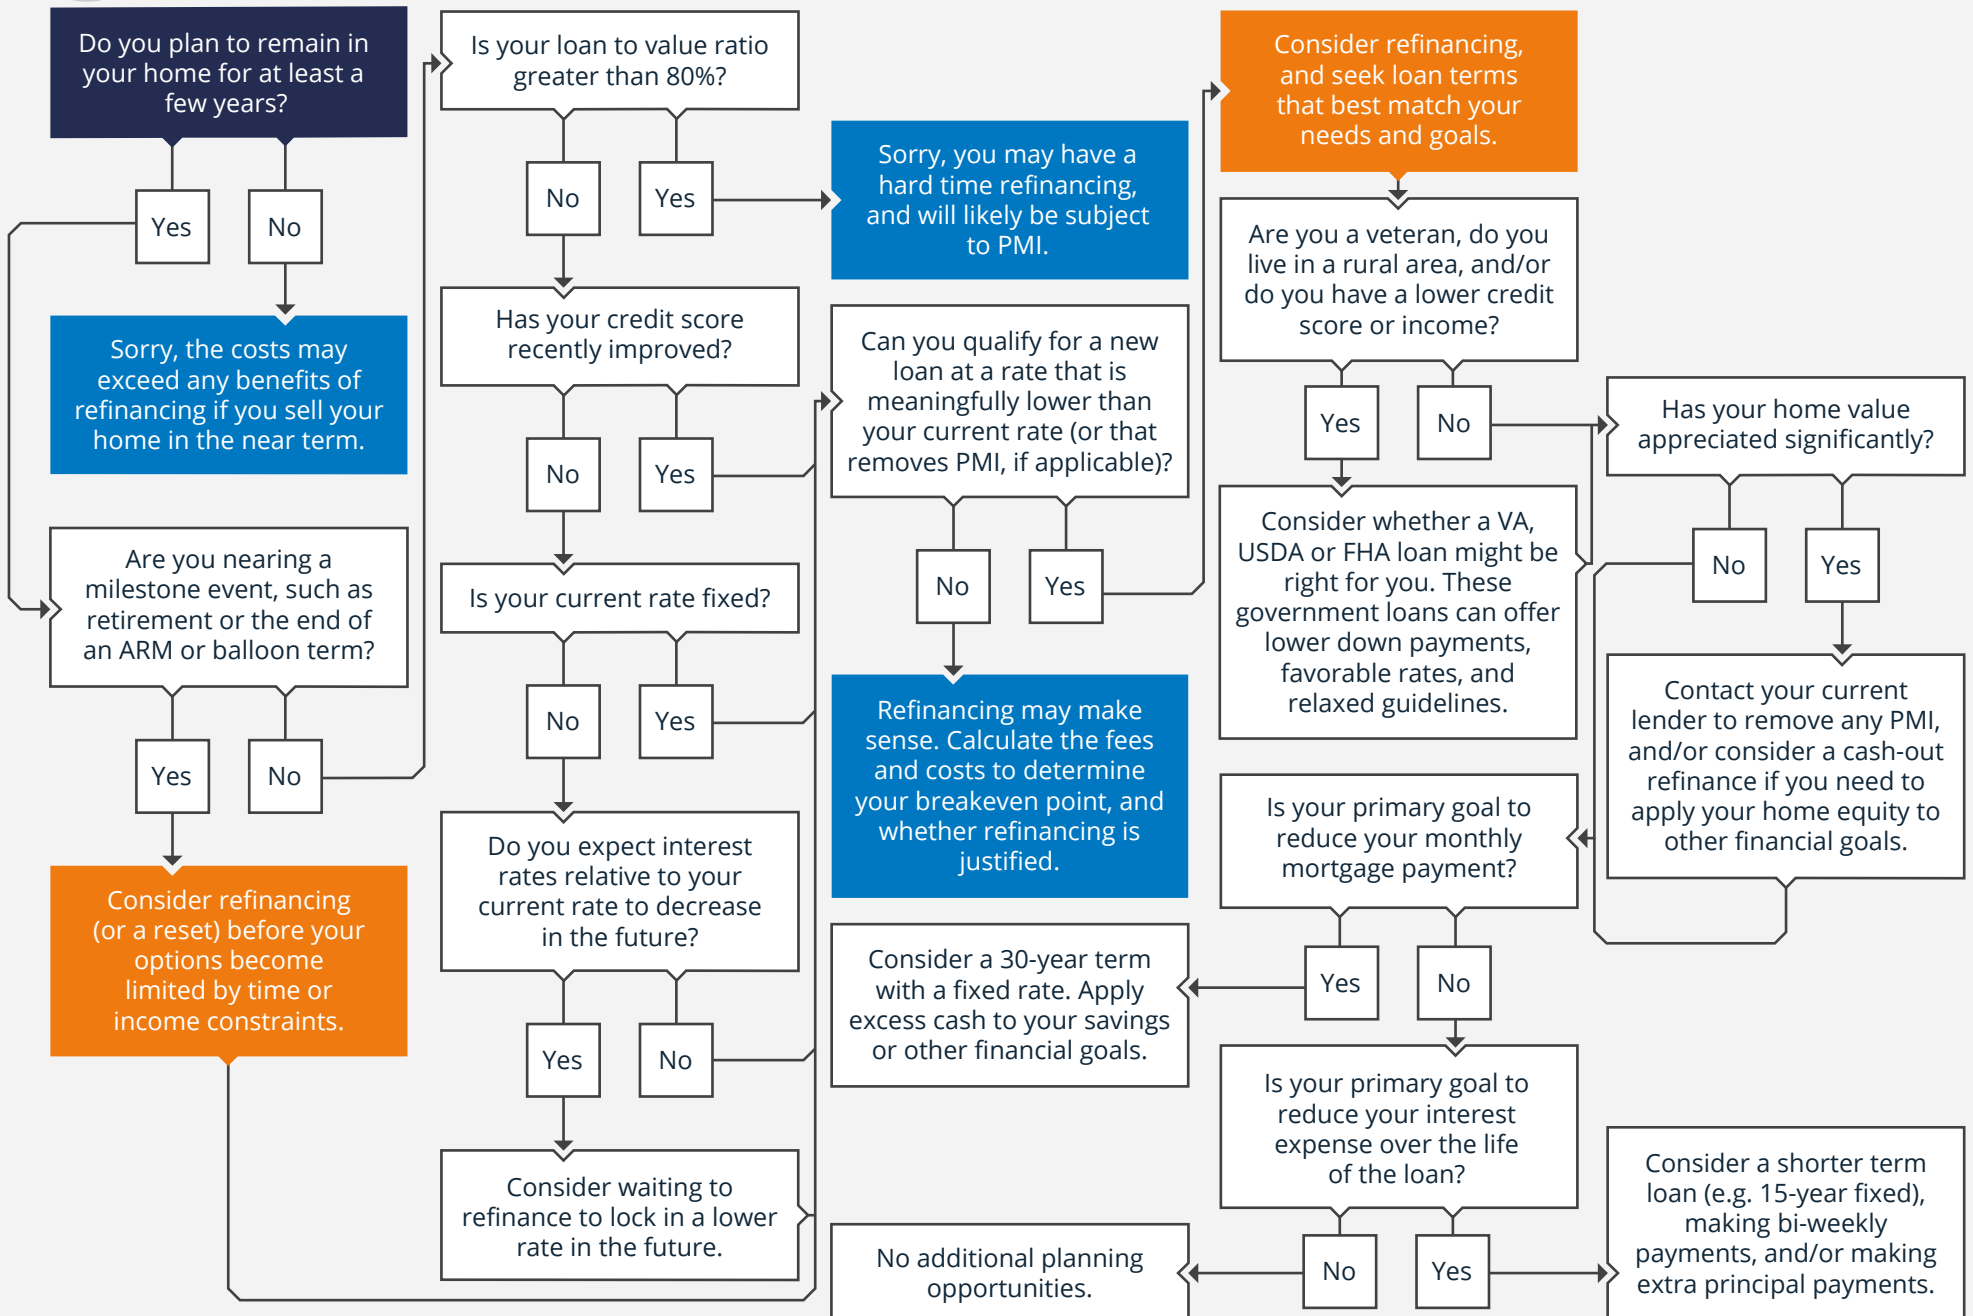 Do you plan to remain in
your home for at least a
few years?
Yes
No
Sorry, the costs may
exceed any benefits of
refinancing if you sell your
home in the near term.
Are you nearing a
milestone event, such as
retirement or the end of
an ARM or balloon term?
Yes
No
Consider refinancing
(or a reset) before your
options become
limited by time or
income constraints.
Is your loan to value ratio
greater than 80%?
No
Yes
Sorry, you may have a
hard time refinancing,
and will likely be subject
to PMI.
Has your credit score
recently improved?
No
Yes
Is your current rate fixed?
No
Yes
Do you expect interest
rates relative to your
current rate to decrease
in the future?
Yes
No
Consider waiting to
refinance to lock in a lower
rate in the future.
Can you qualify for a new
loan at a rate that is
meaningfully lower than
your current rate (or that
removes PMI, if applicable)?
No
Yes
Refinancing may make
sense. Calculate the fees
and costs to determine
your breakeven point, and
whether refinancing is
justified.
Consider refinancing,
and seek loan terms
that best match your
needs and goals.
Are you a veteran, do you
live in a rural area, and/or
do you have a lower credit
score or income?
Yes
No
Consider whether a VA,
USDA or FHA loan might be
right for you. These
government loans can offer
lower down payments,
favorable rates, and
relaxed guidelines.
Has your home value
appreciated significantly?
No
Yes
Contact your current
lender to remove any PMI,
and/or consider a cash-out
refinance if you need to
apply your home equity to
other financial goals.
Is your primary goal to
reduce your monthly
mortgage payment?
Yes
No
Consider a 30-year term
with a fixed rate. Apply
excess cash to your savings
or other financial goals.
Is your primary goal to
reduce your interest
expense over the life
of the loan?
No
Yes
No additional planning
opportunities.
Consider a shorter term
loan (e.g. 15-year fixed),
making bi-weekly
payments, and/or making
extra principal payments.